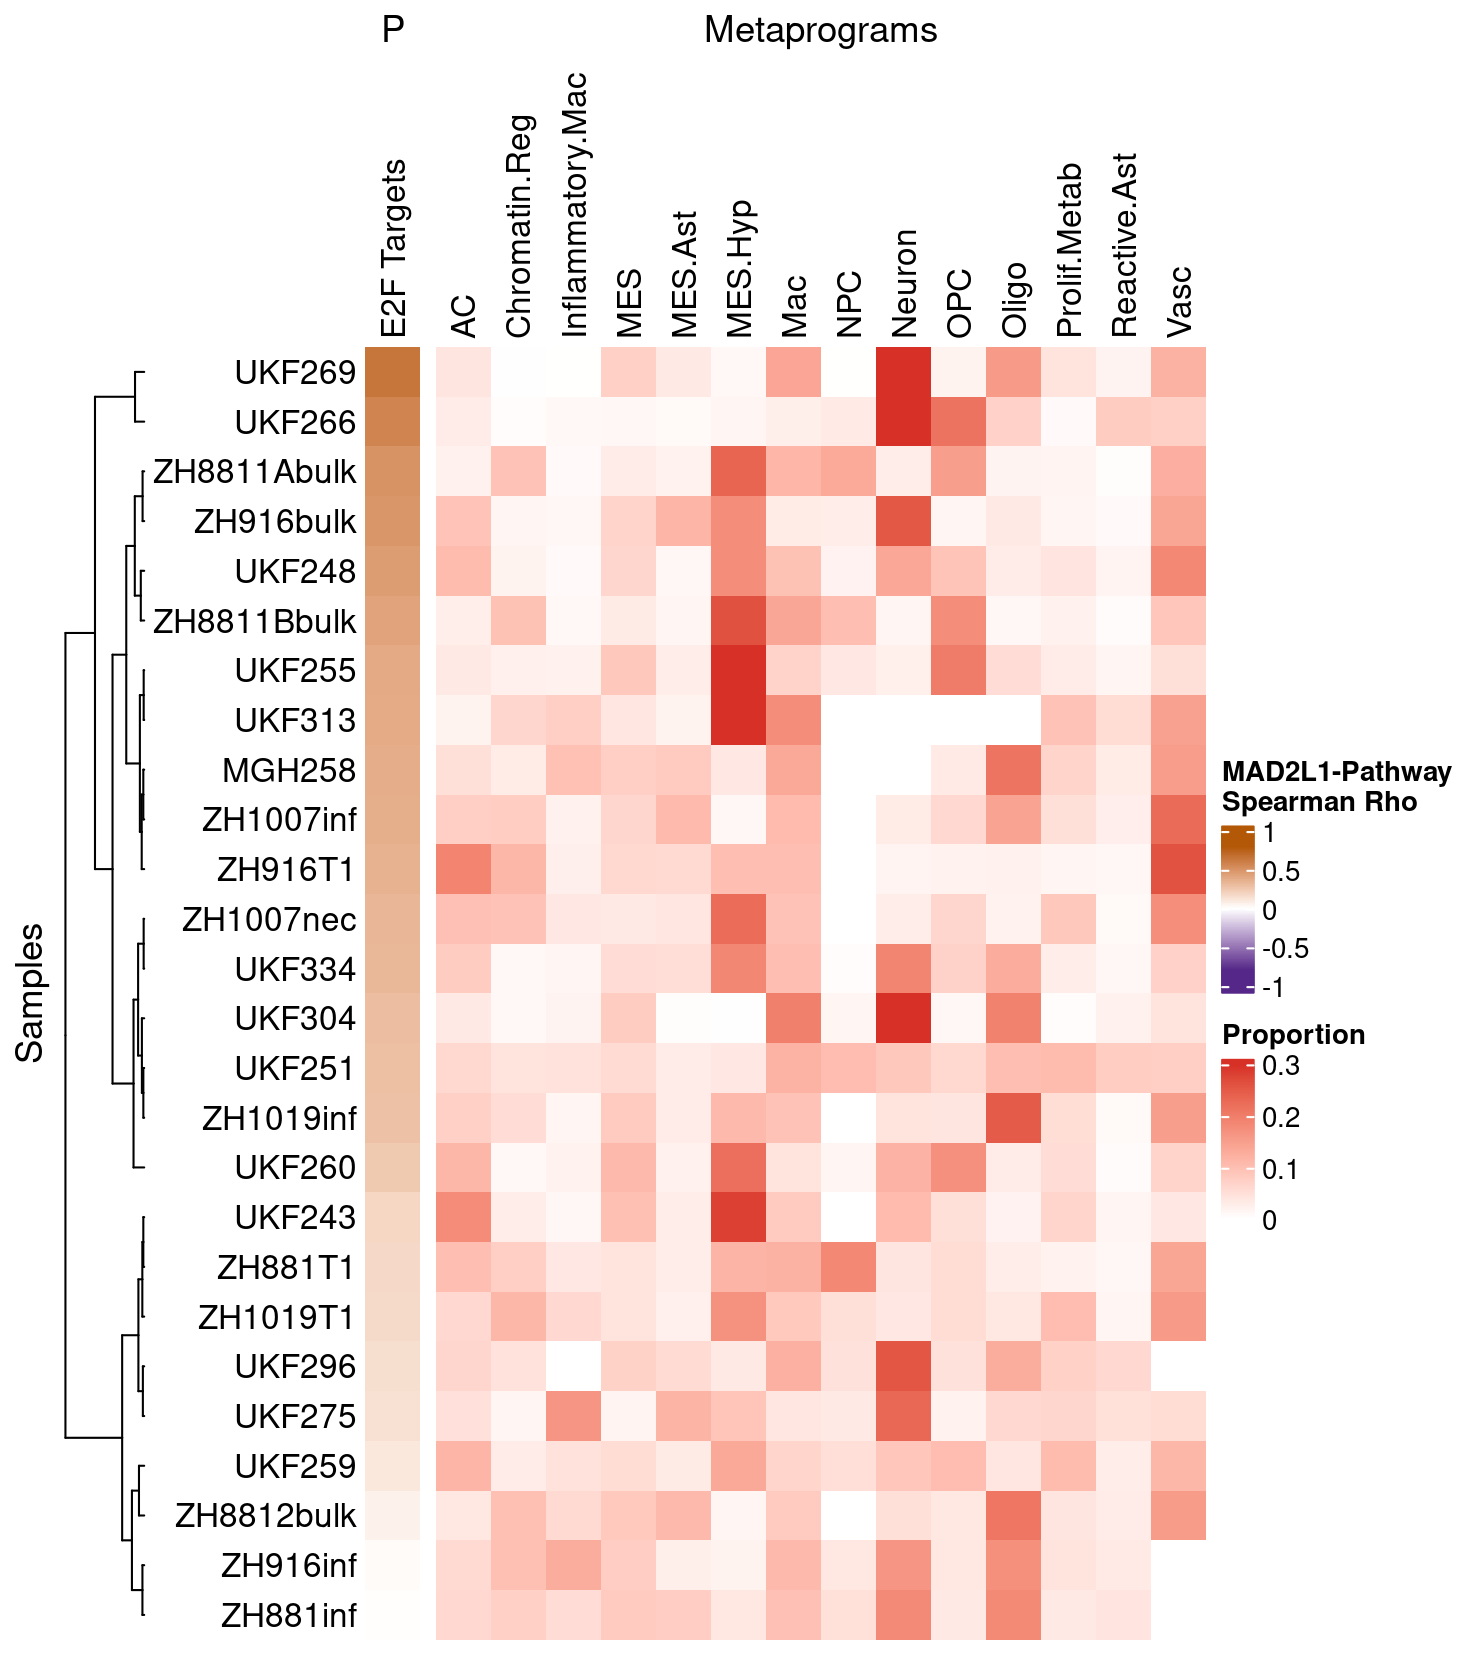 P
Metaprograms
E2F Targets
AC
Chromatin.Reg
Inflammatory.Mac
MES
MES.Ast
MES.Hyp
Mac
NPC
Neuron
OPC
Oligo
Prolif.Metab
Reactive.Ast
Vasc
Samples
UKF269
UKF266
ZH8811Abulk
ZH916bulk
UKF248
ZH8811Bbulk
UKF255
UKF313
MGH258
ZH1007inf
ZH916T1
ZH1007nec
UKF334
UKF304
UKF251
ZH1019inf
UKF260
UKF243
ZH881T1
ZH1019T1
UKF296
UKF275
UKF259
ZH8812bulk
ZH916inf
ZH881inf
MAD2L1-Pathway
Spearman Rho
1
0.5
0
-0.5
-1
Proportion
0.3
0.2
0.1
0